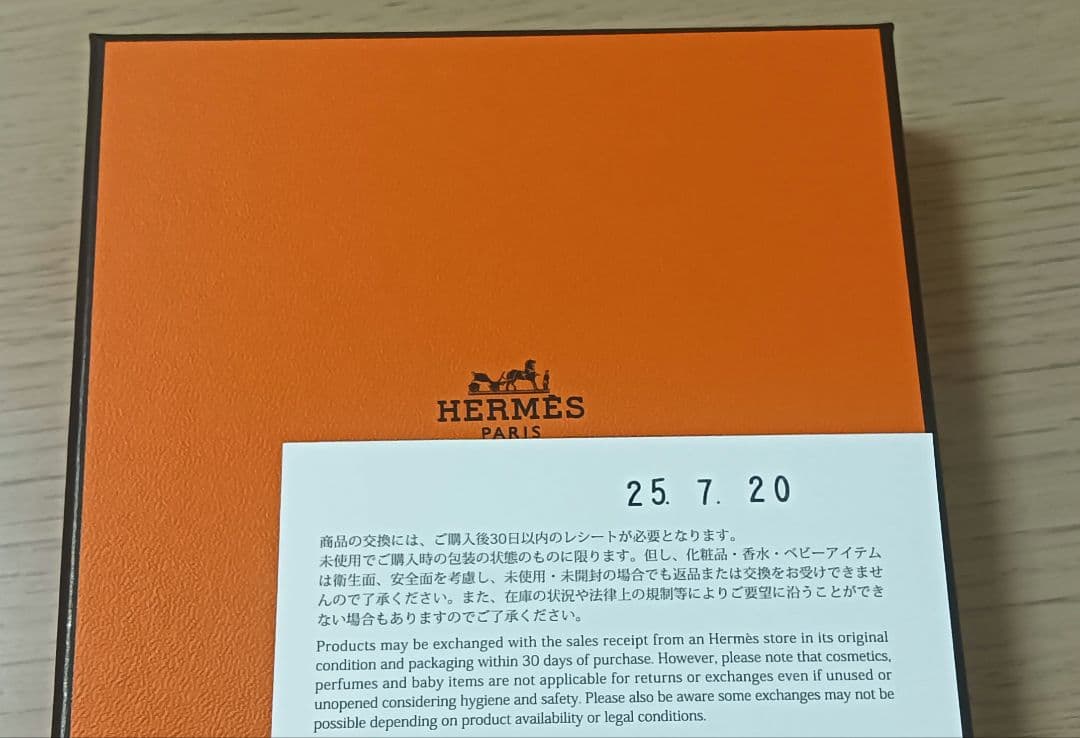 HERMÈS
PARIS
25. 7. 20
商品の交換には、ご購入後30日以内のレシートが必要となります。
未使用でご購入時の包装の状態のものに限ります。但し、化粧品・香水・ベビーアイテム
は衛生面、安全面を考慮し、未使用・未開封の場合でも返品または交換をお受けできませ
んので了承ください。また、在庫の状況や法律上の規制等によりご要望に沿うことができ
ない場合もありますのでご了承ください。
Products may be exchanged with the sales receipt from an Hermès store in its original
condition and packaging within 30 days of purchase. However, please note that cosmetics,
perfumes and baby items are not applicable for returns or exchanges even if unused or
unopened considering hygiene and safety. Please also be aware some exchanges may not be
possible depending on product availability or legal conditions.